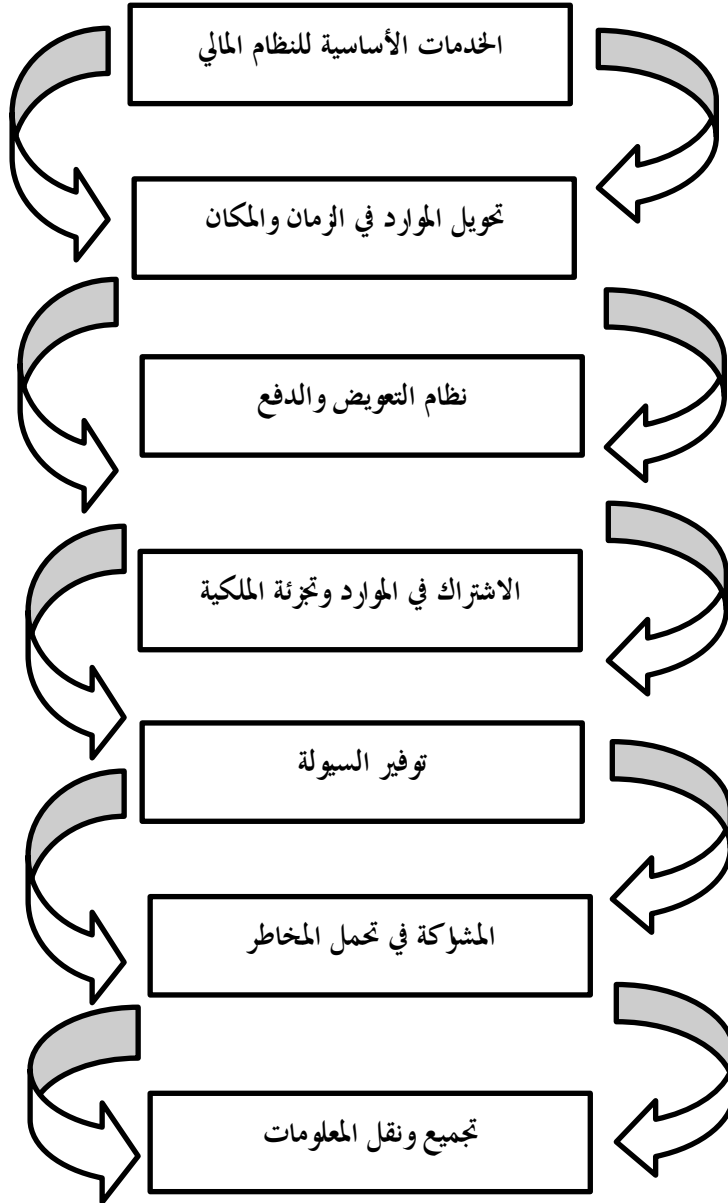 الخدمات الأساسية للنظام المالي
تحويل الموارد في الزمان والمكان
نظام التعويض والدفع
الاشتراك في الموارد وتجزئة الملكية
توفير السيولة
المشاركة في تحمل المخاطر
تجميع ونقل المعلومات